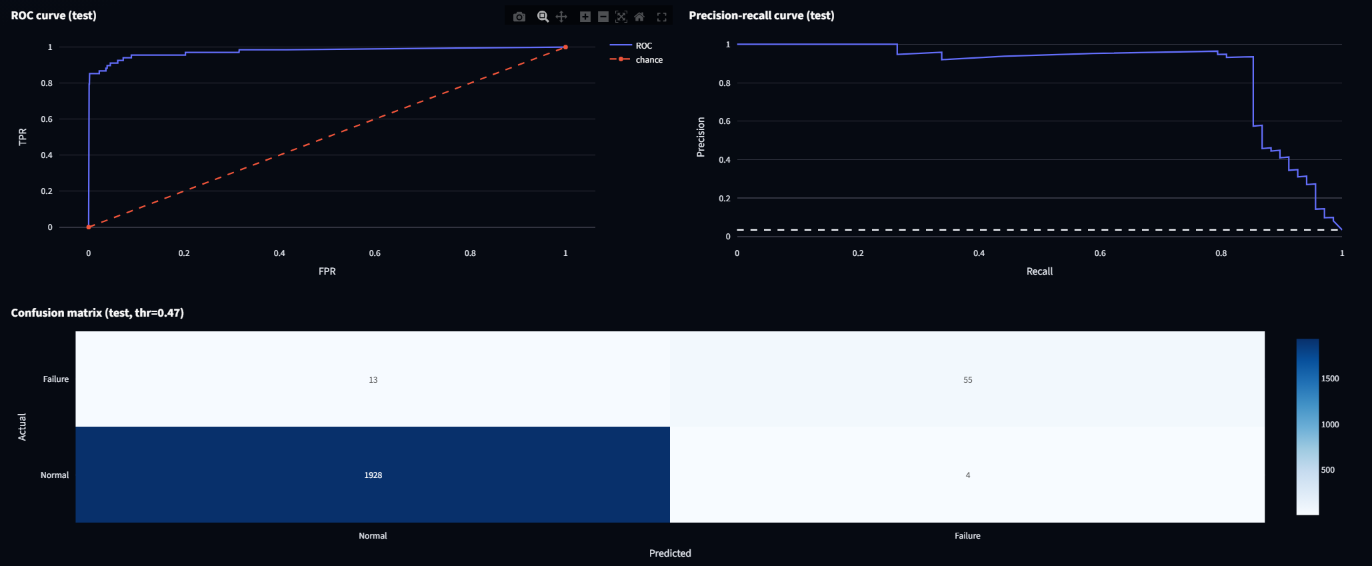 ROC curve (test)
1
0.8
0.6
0.4
0.2
0
TPR
0
0.2
0.4
0.6
0.8
1
FPR
ROC
chance
Precision-recall curve (test)
1
0.8
0.6
0.4
0.2
0
Precision
0
0.2
0.4
0.6
0.8
1
Recall
Confusion matrix (test, thr=0.47)
Failure
13
55
Actual
Normal
1928
4
Normal
Failure
Predicted
1500
1000
500